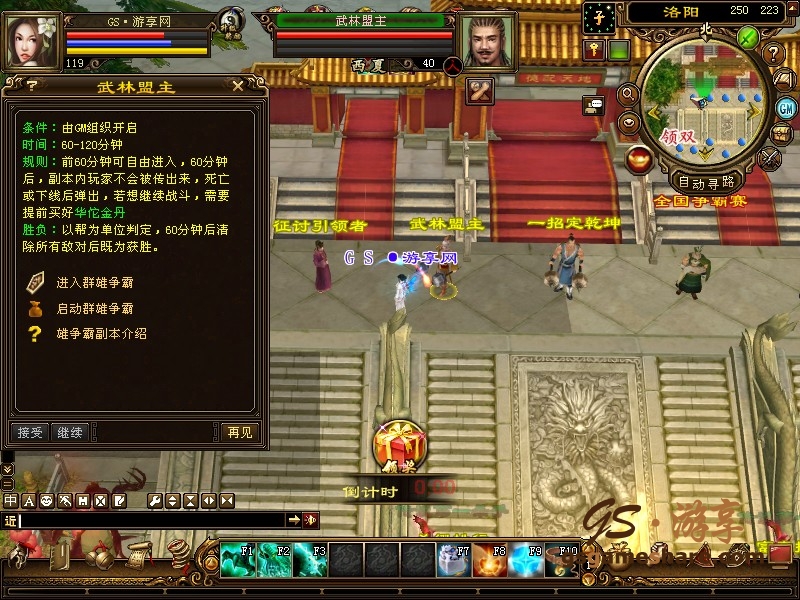 GS·游享网
119
武林盟主
西夏
40
洛阳
250 223
北
GM
领双
自动寻路
全国争霸赛
? 武林盟主 X
条件：由GM组织开启
时间：60-120分钟
规则：前60分钟可自由进入，60分钟
后，副本内玩家不会被传出来，死亡
或下线后弹出，若想继续战斗，需要
提前买好华佗金丹
胜负：以帮为单位判定，60分钟后清
除所有敌对后既为获胜。
进入群雄争霸
启动群雄争霸
? 雄争霸副本介绍
接受 继续 再见
征讨引领者
武林盟主
一招定乾坤
GS●游享网
领奖
倒计时 0:00
中 A
近
F1 F2 F3 F7 F8 F9 F10
GS·游享